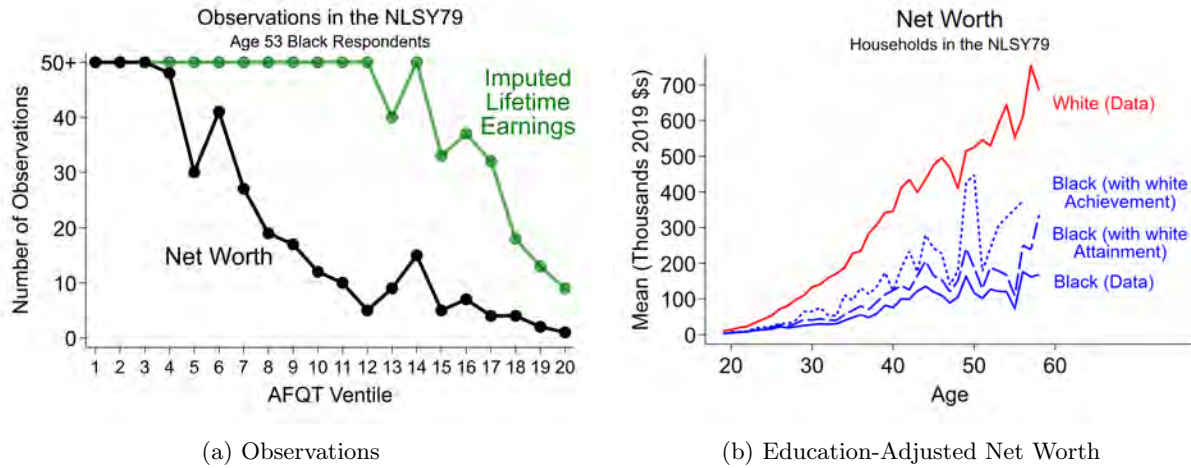 Observations in the NLSY79
Age 53 Black Respondents
Number of Observations
50+
40
30
20
10
0
Imputed
Lifetime
Earnings
Net Worth
1 2 3 4 5 6 7 8 9 10 11 12 13 14 15 16 17 18 19 20
AFQT Ventile
(a) Observations
Net Worth
Households in the NLSY79
Mean (Thousands 2019 $s)
700
600
500
400
300
200
100
0
White (Data)
Black (with white
Achievement)
Black (with white
Attainment)
Black (Data)
20 30 40 50 60
Age
(b) Education-Adjusted Net Worth